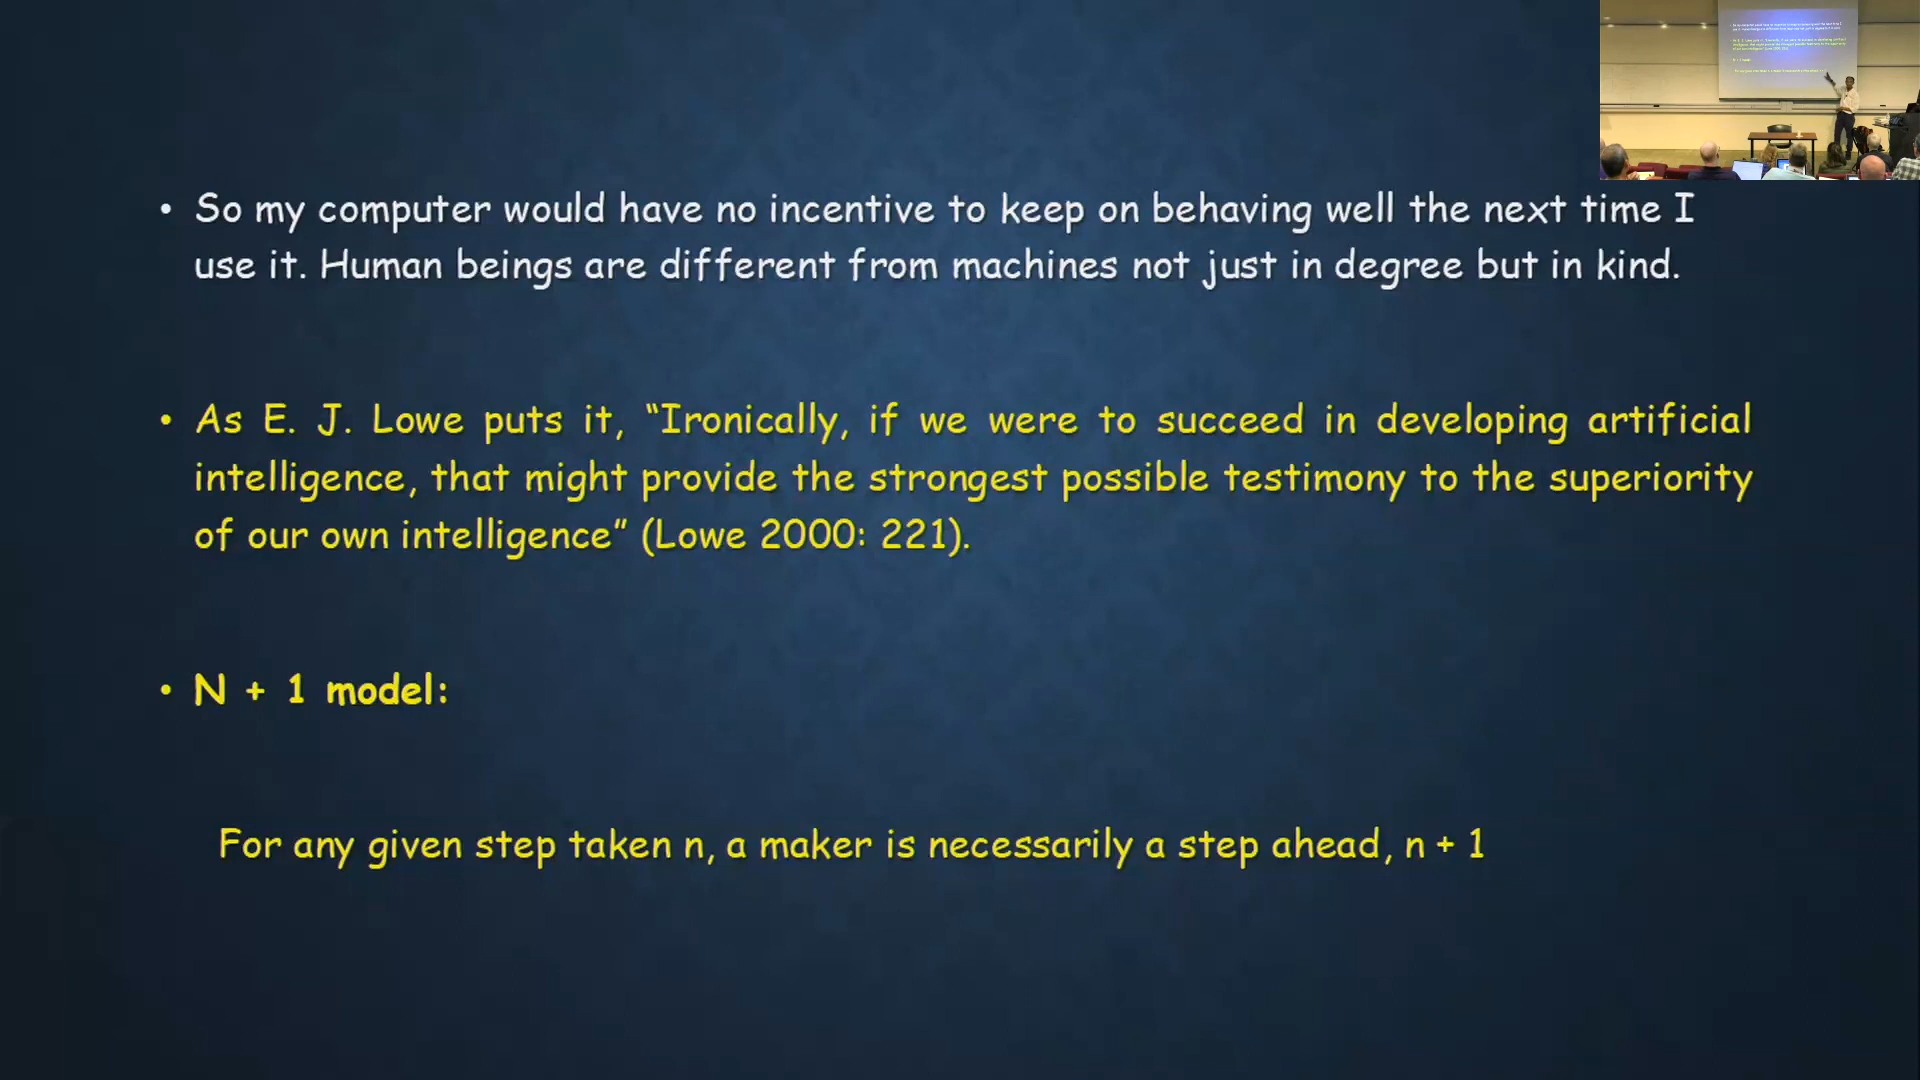 • So my computer would have no incentive to keep on behaving well the next time I
use it. Human beings are different from machines not just in degree but in kind.
• As E. J. Lowe puts it, “Ironically, if we were to succeed in developing artificial
intelligence, that might provide the strongest possible testimony to the superiority
of our own intelligence” (Lowe 2000: 221).
• N + 1 model:
For any given step taken n, a maker is necessarily a step ahead, n + 1